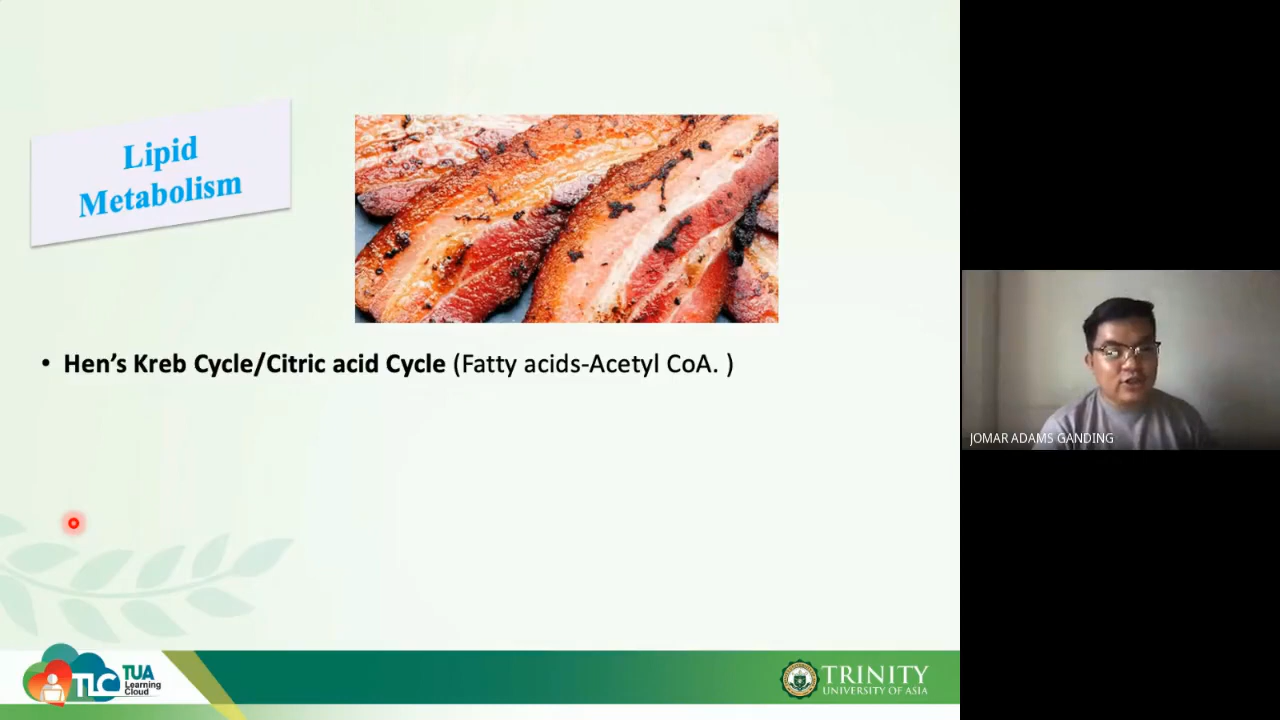 Lipid
Metabolism
• Hen's Kreb Cycle/Citric acid Cycle (Fatty acids-Acetyl CoA. )
JOMAR ADAMS GANDING
TLC
TUA
Learning
Cloud
TRINITY
UNIVERSITY OF ASIA